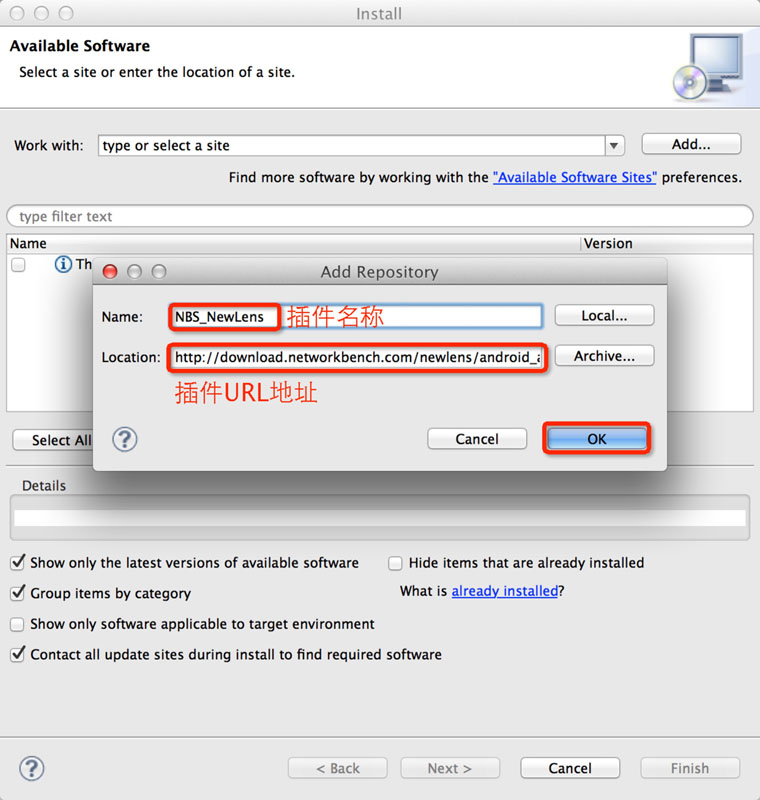 Install
Available Software
Select a site or enter the location of a site.
Work with: type or select a site Add...
Find more software by working with the "Available Software Sites" preferences.
type filter text
Name Version
Th
Add Repository
Name: NBS_NewLens 插件名称 Local...
Location: http://download.networkbench.com/newlens/android_a Archive...
插件URL地址
Select All
? Cancel OK
Details
Show only the latest versions of available software Hide items that are already installed
Group items by category What is already installed?
Show only software applicable to target environment
Contact all update sites during install to find required software
? < Back Next > Cancel Finish